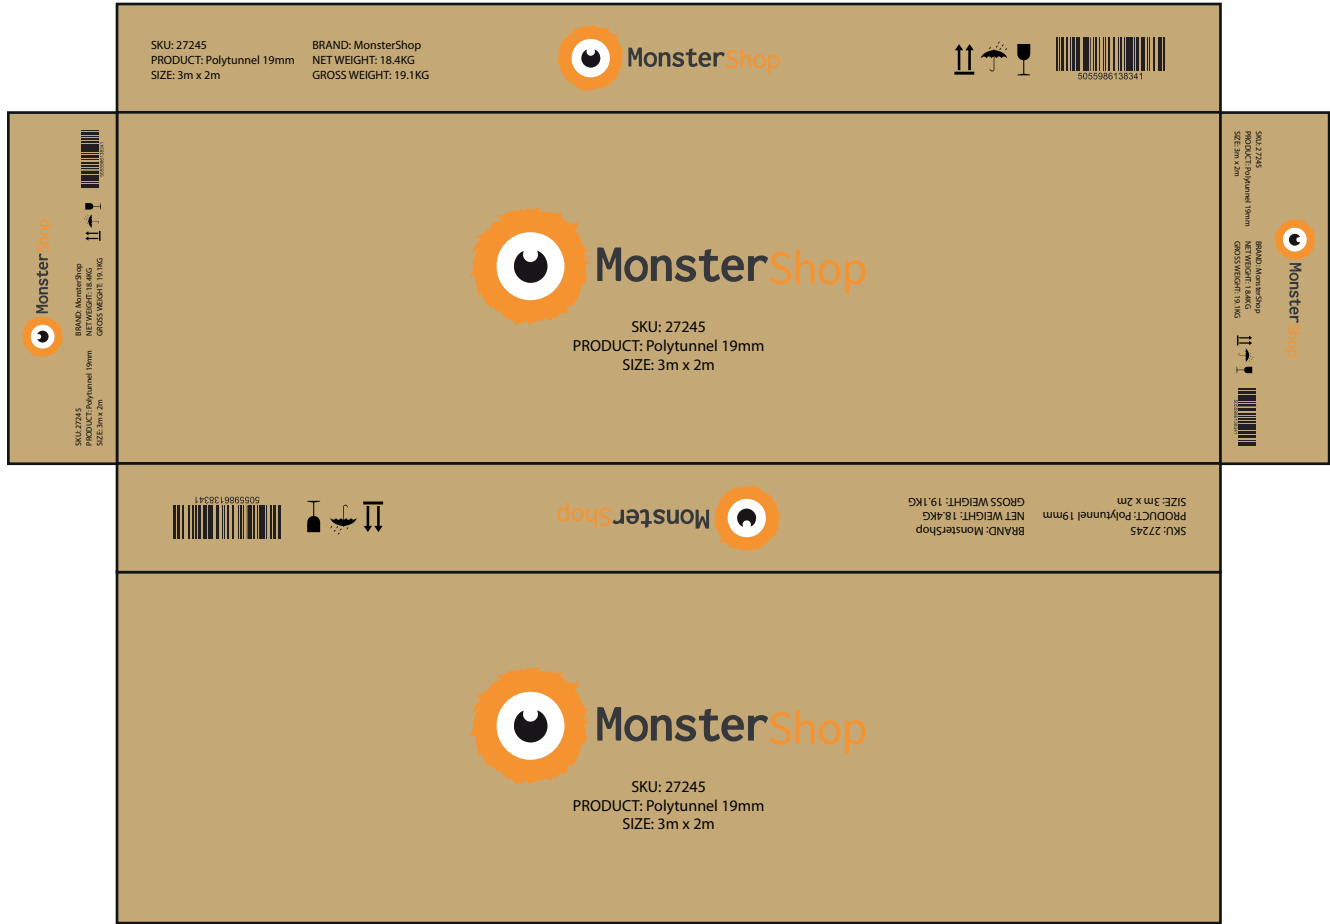 SKU: 27245
PRODUCT: Polytunnel 19mm
SIZE: 3m x 2m
BRAND: MonsterShop
NET WEIGHT: 18.4KG
GROSS WEIGHT: 19.1KG
MonsterShop
5055986138341
5055986138341
MonsterShop
BRAND: MonsterShop
NET WEIGHT: 18.4KG
GROSS WEIGHT: 19.1KG
SKU: 27245
PRODUCT: Polytunnel 19mm
SIZE: 3m x 2m
MonsterShop
SKU: 27245
PRODUCT: Polytunnel 19mm
SIZE: 3m x 2m
SKU: 27245
PRODUCT: Polytunnel 19mm
SIZE: 3m x 2m
BRAND: MonsterShop
NET WEIGHT: 18.4KG
GROSS WEIGHT: 19.1KG
MonsterShop
5055986138341
SKU: 27245
PRODUCT: Polytunnel 19mm
SIZE: 3m x 2m
BRAND: MonsterShop
NET WEIGHT: 18.4KG
GROSS WEIGHT: 19.1KG
MonsterShop
5055986138341
MonsterShop
SKU: 27245
PRODUCT: Polytunnel 19mm
SIZE: 3m x 2m